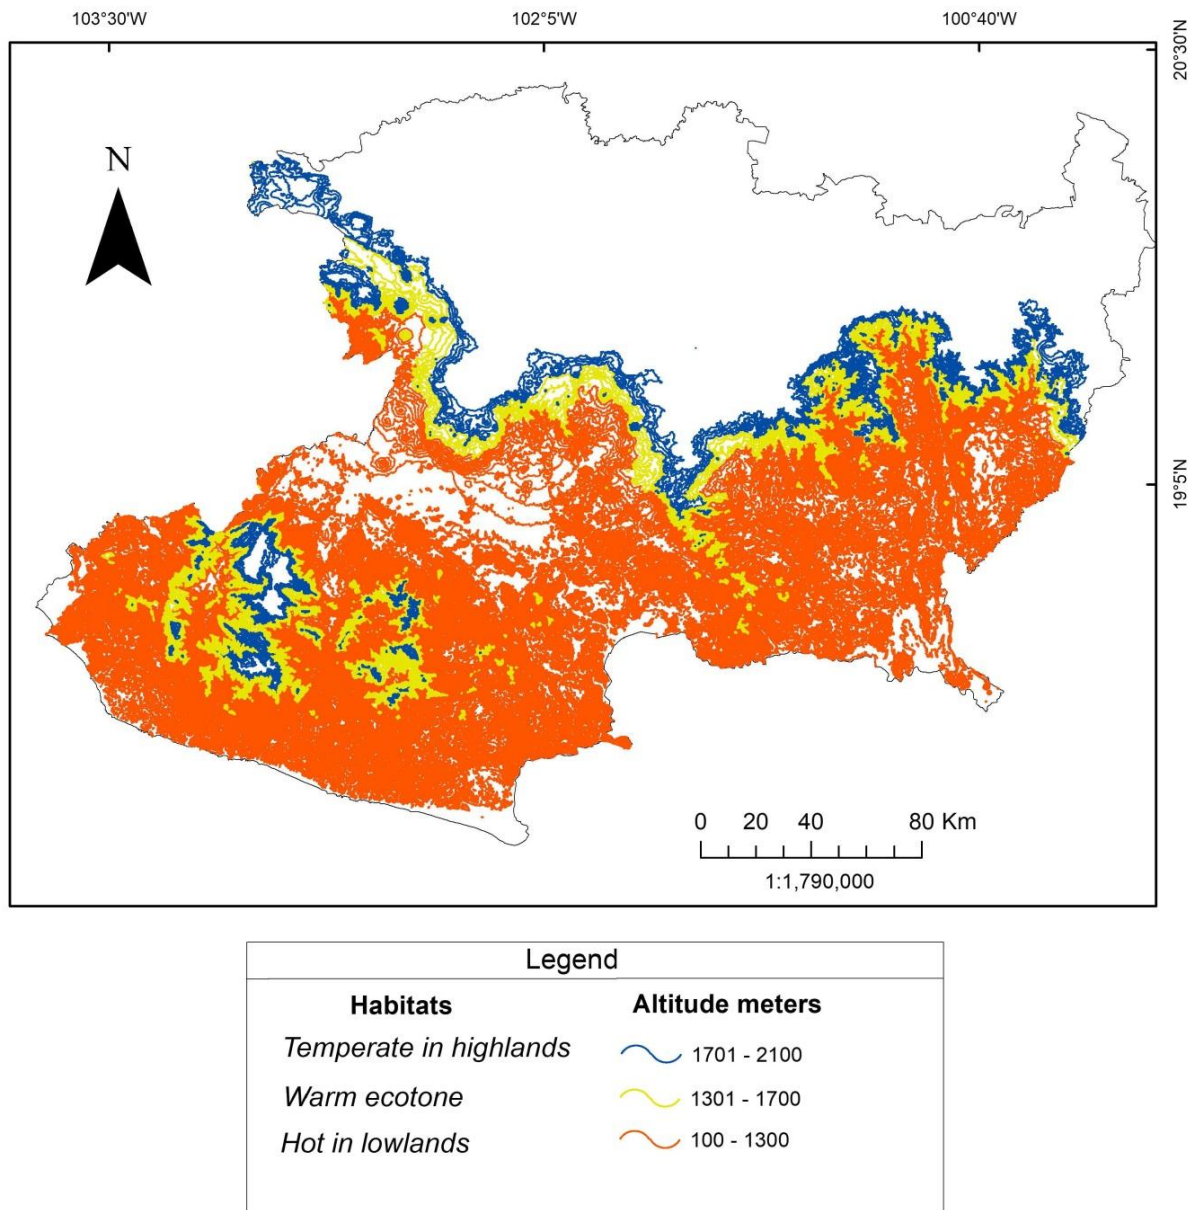 103°30'W 102°5'W 100°40'W
20°30'N
N
19°5'N
0 20 40 80 Km
1:1,790,000
Legend
Habitats Altitude meters
Temperate in highlands 1701 - 2100
Warm ecotone 1301 - 1700
Hot in lowlands 100 - 1300